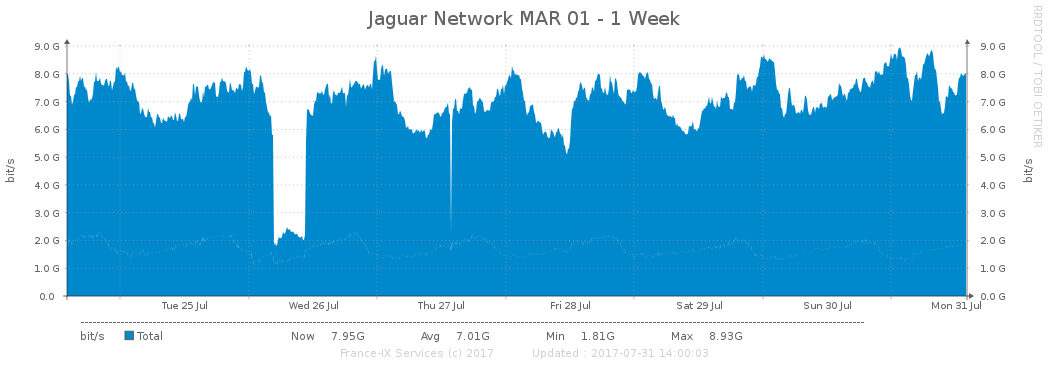 Jaguar Network MAR 01 - 1 Week
RRDTOOL / TOBI OETIKER
bit/s
9.0 G 9.0 G
8.0 G 8.0 G
7.0 G 7.0 G
6.0 G 6.0 G
5.0 G 5.0 G
4.0 G 4.0 G
3.0 G 3.0 G
2.0 G 2.0 G
1.0 G 1.0 G
0.0 0.0 G
bit/s
Tue 25 Jul Wed 26 Jul Thu 27 Jul Fri 28 Jul Sat 29 Jul Sun 30 Jul Mon 31 Jul
bit/s Total Now 7.95G Avg 7.01G Min 1.81G Max 8.93G
France-IX Services (c) 2017 Updated : 2017-07-31 14:00:03